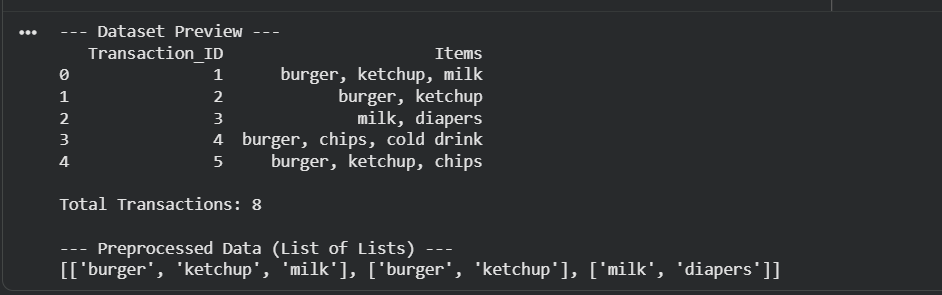 --- Dataset Preview ---
Transaction_ID Items
0 1 burger, ketchup, milk
1 2 burger, ketchup
2 3 milk, diapers
3 4 burger, chips, cold drink
4 5 burger, ketchup, chips
Total Transactions: 8
--- Preprocessed Data (List of Lists) ---
[['burger', 'ketchup', 'milk'], ['burger', 'ketchup'], ['milk', 'diapers']]